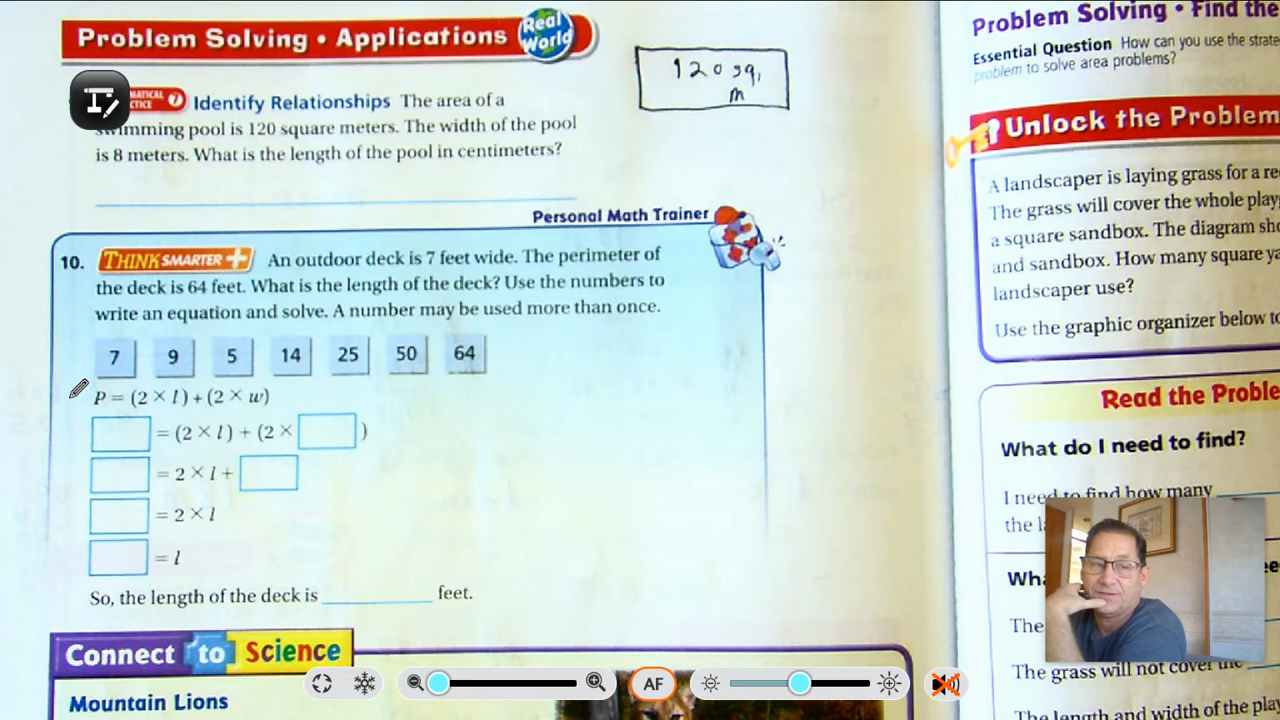 Problem Solving • Applications Real World
120 sq,
m
Identify Relationships The area of a
swimming pool is 120 square meters. The width of the pool
is 8 meters. What is the length of the pool in centimeters?
Personal Math Trainer
10. THINK SMARTER + An outdoor deck is 7 feet wide. The perimeter of
the deck is 64 feet. What is the length of the deck? Use the numbers to
write an equation and solve. A number may be used more than once.
7 9 5 14 25 50 64
P = (2 × l) + (2 × w)
= (2 × l) + (2 × )
= 2 × l +
= 2 × l
= l
So, the length of the deck is ________ feet.
Connect to Science
Mountain Lions
AF
Problem Solving • Find the
Essential Question How can you use the
problem to solve area problems?
Unlock the Problem
A landscaper is laying grass for a
The grass will cover the whole
a square sandbox. The diagram
and sandbox. How many square
landscaper use?
Use the graphic organizer below
Read the
What do I need to find?
I need to find how many
the
The
The grass will not cover the
The length and width of the